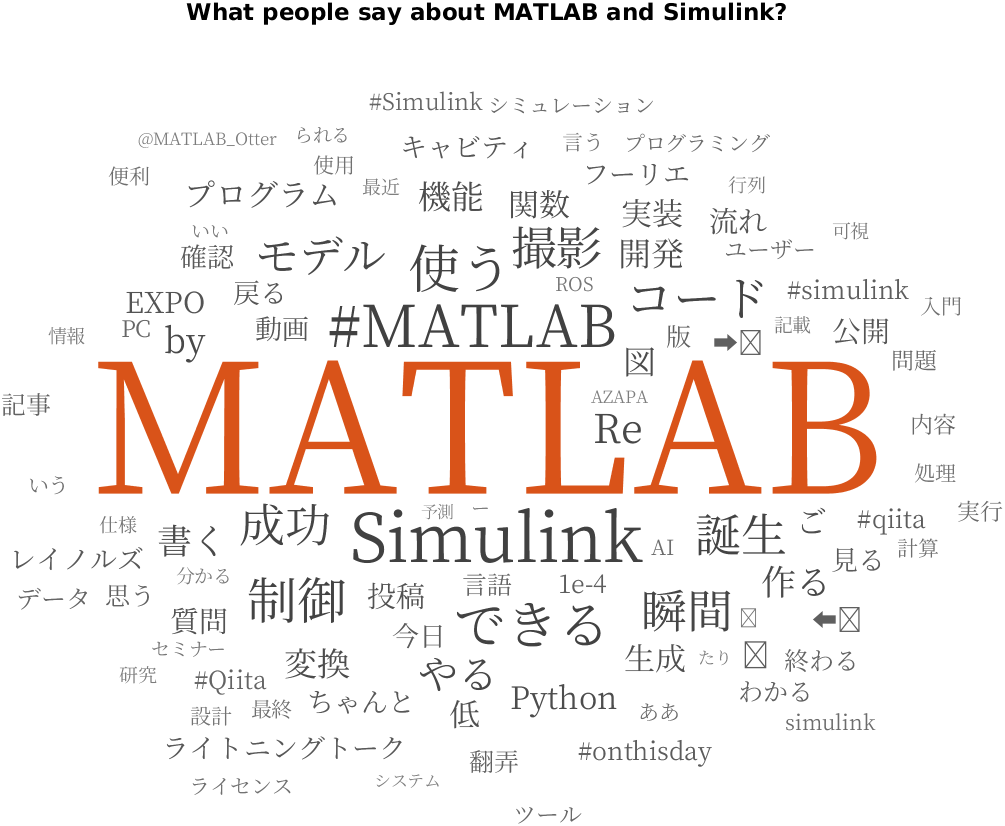 What people say about MATLAB and Simulink?
#Simulink シミュレーション
@MATLAB_Otter られる キャビティ 言う プログラミング
便利 使用 最近 フーリエ 行列
プログラム 機能 関数 実装 流れ
いい 可視
確認 モデル 使う 撮影 開発 ユーザー
EXPO 戻る ROS コード #simulink 入門
情報 PC by 動画 #MATLAB 図 版 ➡ 記載 公開
問題
MATLAB
記事 AZAPA
Re 内容
いう 処理
仕様 書く 成功 予測 ー Simulink AI 誕生 ご #qiita 実行
レイノルズ 分かる 見る 計算
データ 思う 制御 投稿 言語 1e-4 作る
質問 今日 できる 瞬間 ⬅
セミナー 変換 やる 生成 たり 終わる
研究 #Qiita わかる
設計 最終 ちゃんと 低 Python ああ simulink
ライトニングトーク 翻弄 #onthisday
ライセンス システム
ツール